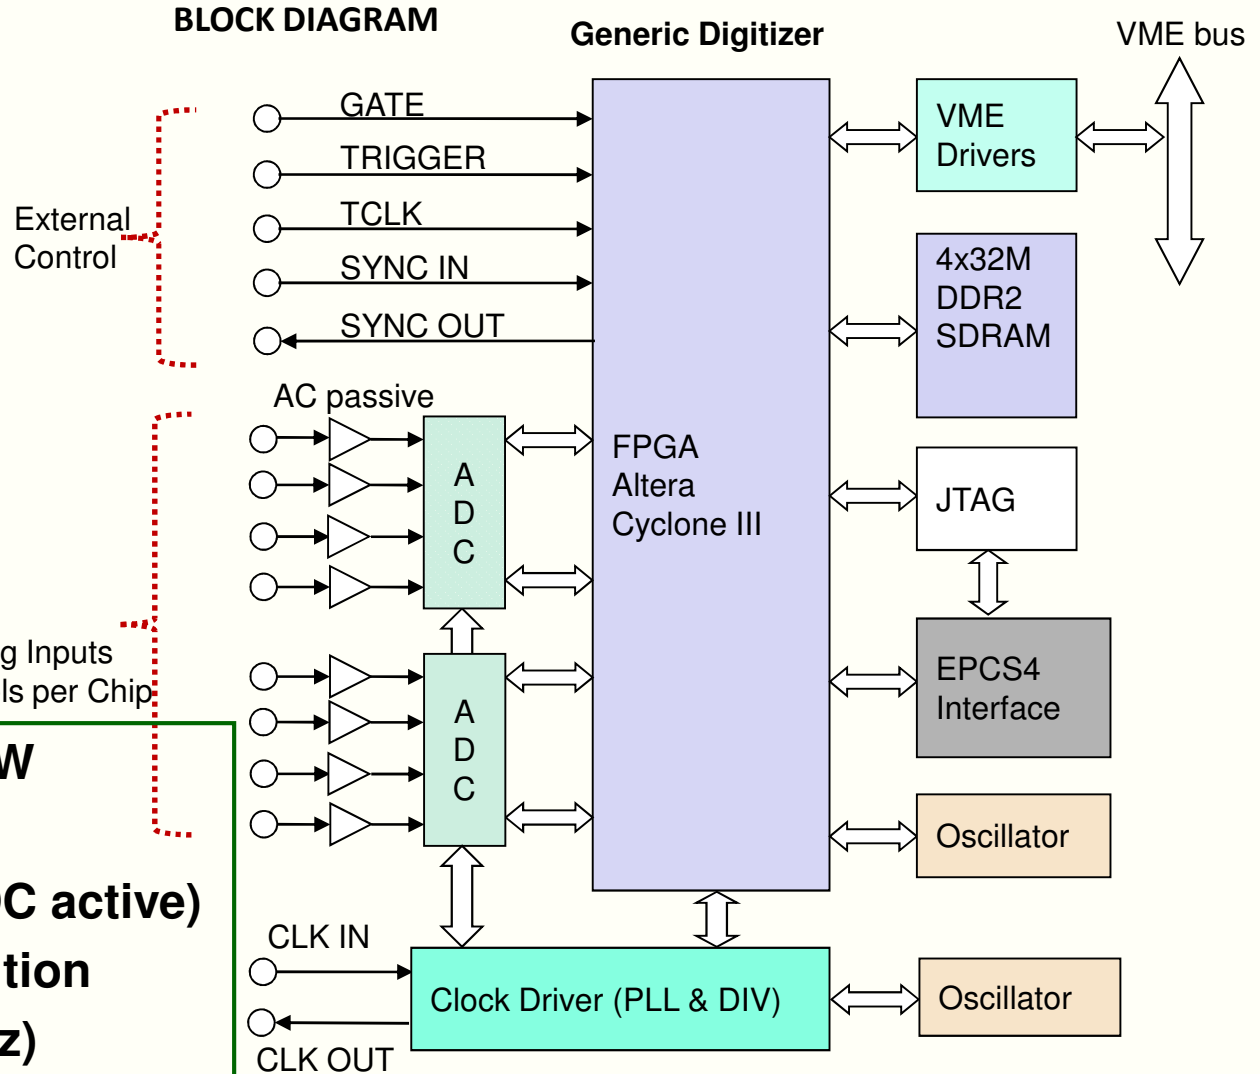 BLOCK DIAGRAM
Generic Digitizer
VME bus
GATE
TRIGGER
TCLK
SYNC IN
SYNC OUT
External
Control
VME
Drivers
4x32M
DDR2
SDRAM
AC passive
A
D
C
FPGA
Altera
Cyclone III
JTAG
g Inputs
ls per Chip
A
D
C
EPCS4
Interface
W
Oscillator
C active)
tion
z)
CLK IN
CLK OUT
Clock Driver (PLL & DIV)
Oscillator